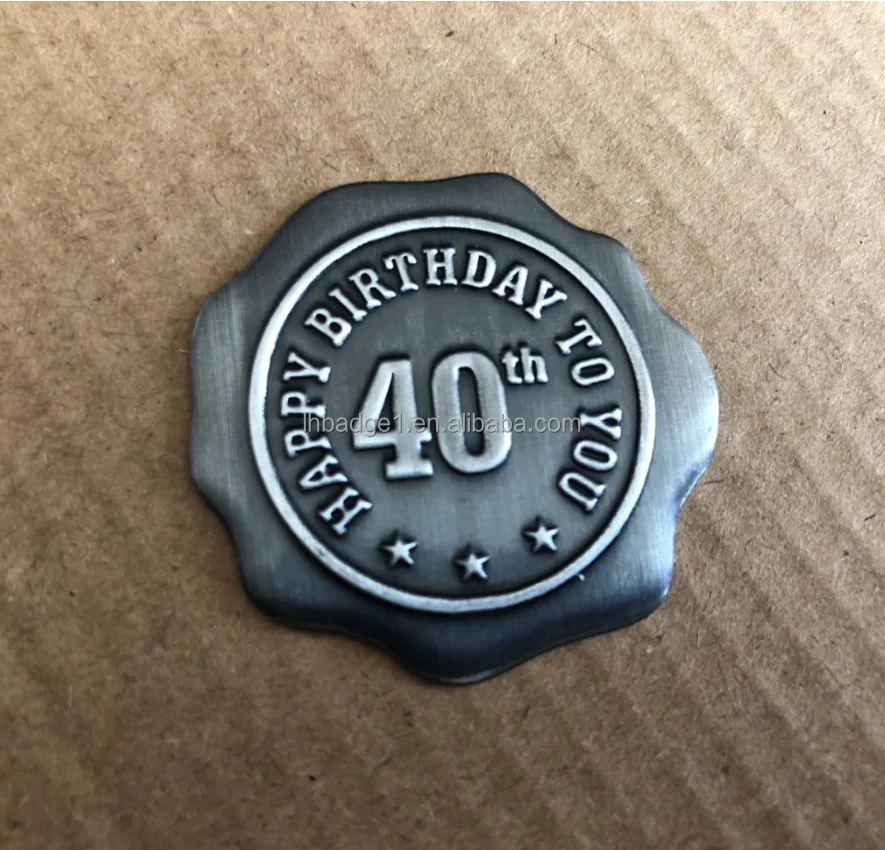 HAPPY BIRTHDAY TO YOU
40th
lhbadge1.en.alibaba.com